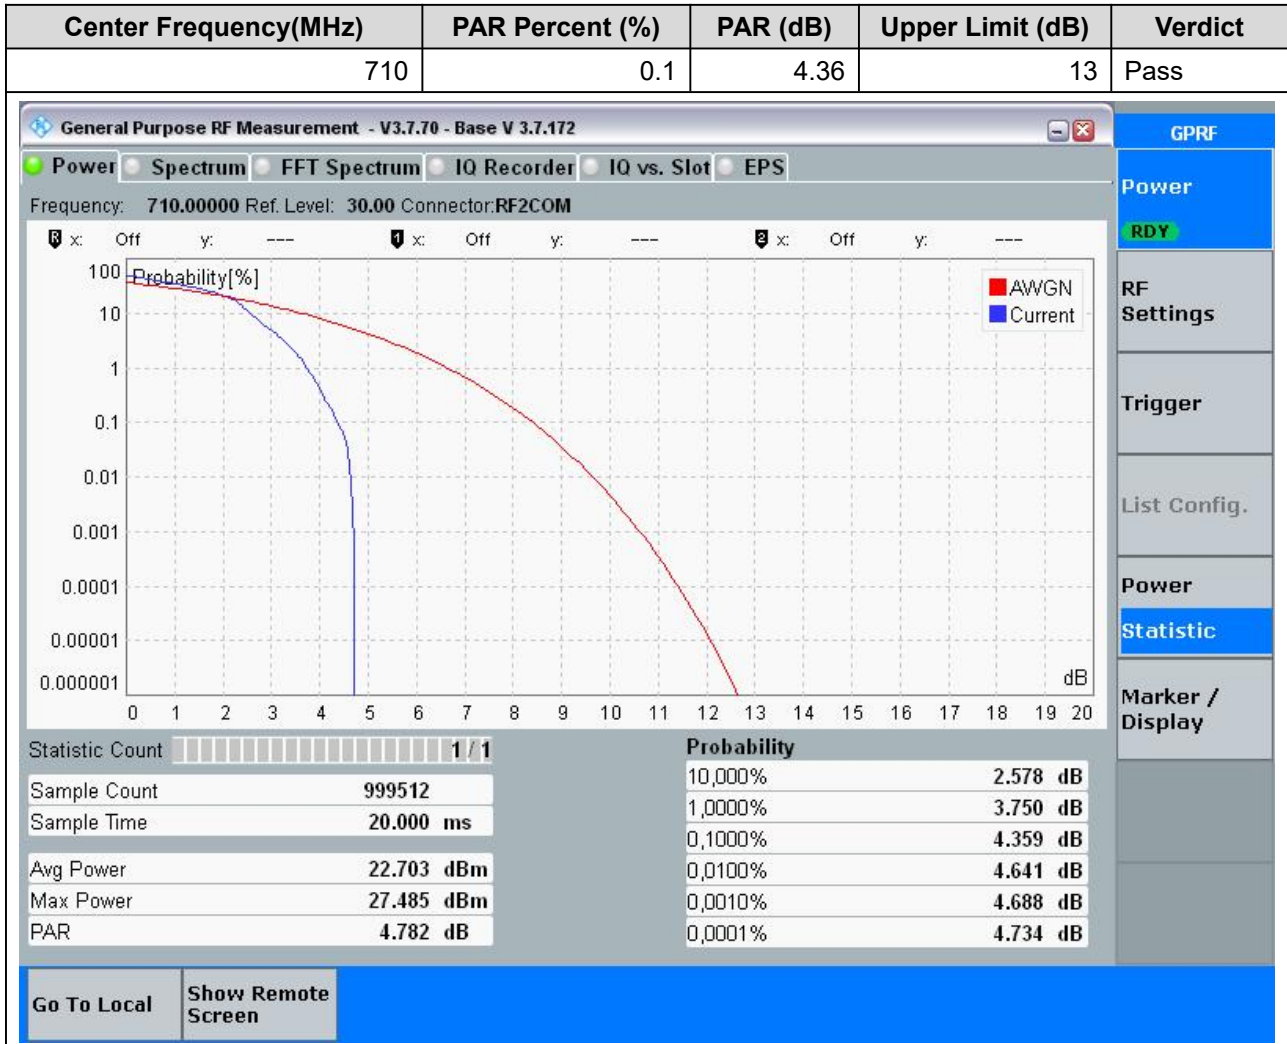 Center Frequency(MHz) PAR Percent (%) PAR (dB) Upper Limit (dB) Verdict
710 0.1 4.36 13 Pass
General Purpose RF Measurement - V3.7.70 - Base V 3.7.172
Power Spectrum FFT Spectrum IQ Recorder IQ vs. Slot EPS
Frequency: 710.00000 Ref. Level: 30.00 Connector:RF2COM
R x: Off y: --- 1 x: Off y: --- 2 x: Off y: ---
Probability[%]
100
10
1
0.1
0.01
0.001
0.0001
0.00001
0.000001
AWGN
Current
dB
0 1 2 3 4 5 6 7 8 9 10 11 12 13 14 15 16 17 18 19 20
Statistic Count 1 / 1
Sample Count 999512
Sample Time 20.000 ms
Avg Power 22.703 dBm
Max Power 27.485 dBm
PAR 4.782 dB
Probability
10,000% 2.578 dB
1,0000% 3.750 dB
0,1000% 4.359 dB
0,0100% 4.641 dB
0,0010% 4.688 dB
0,0001% 4.734 dB
GPRF
Power
RDY
RF
Settings
Trigger
List Config.
Power
Statistic
Marker /
Display
Go To Local
Show Remote
Screen